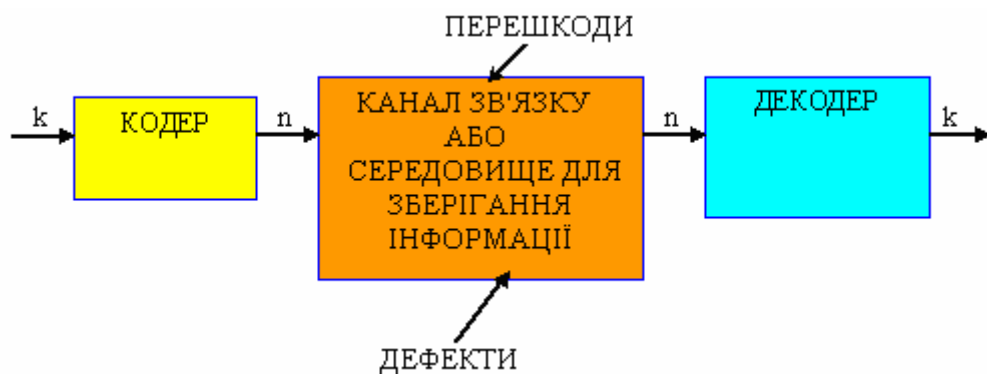 ПЕРЕШКОДИ
k
КОДЕР
n
КАНАЛ ЗВ'ЯЗКУ
АБО
СЕРЕДОВИЩЕ ДЛЯ
ЗБЕРІГАННЯ
ІНФОРМАЦІЇ
n
ДЕКОДЕР
k
ДЕФЕКТИ